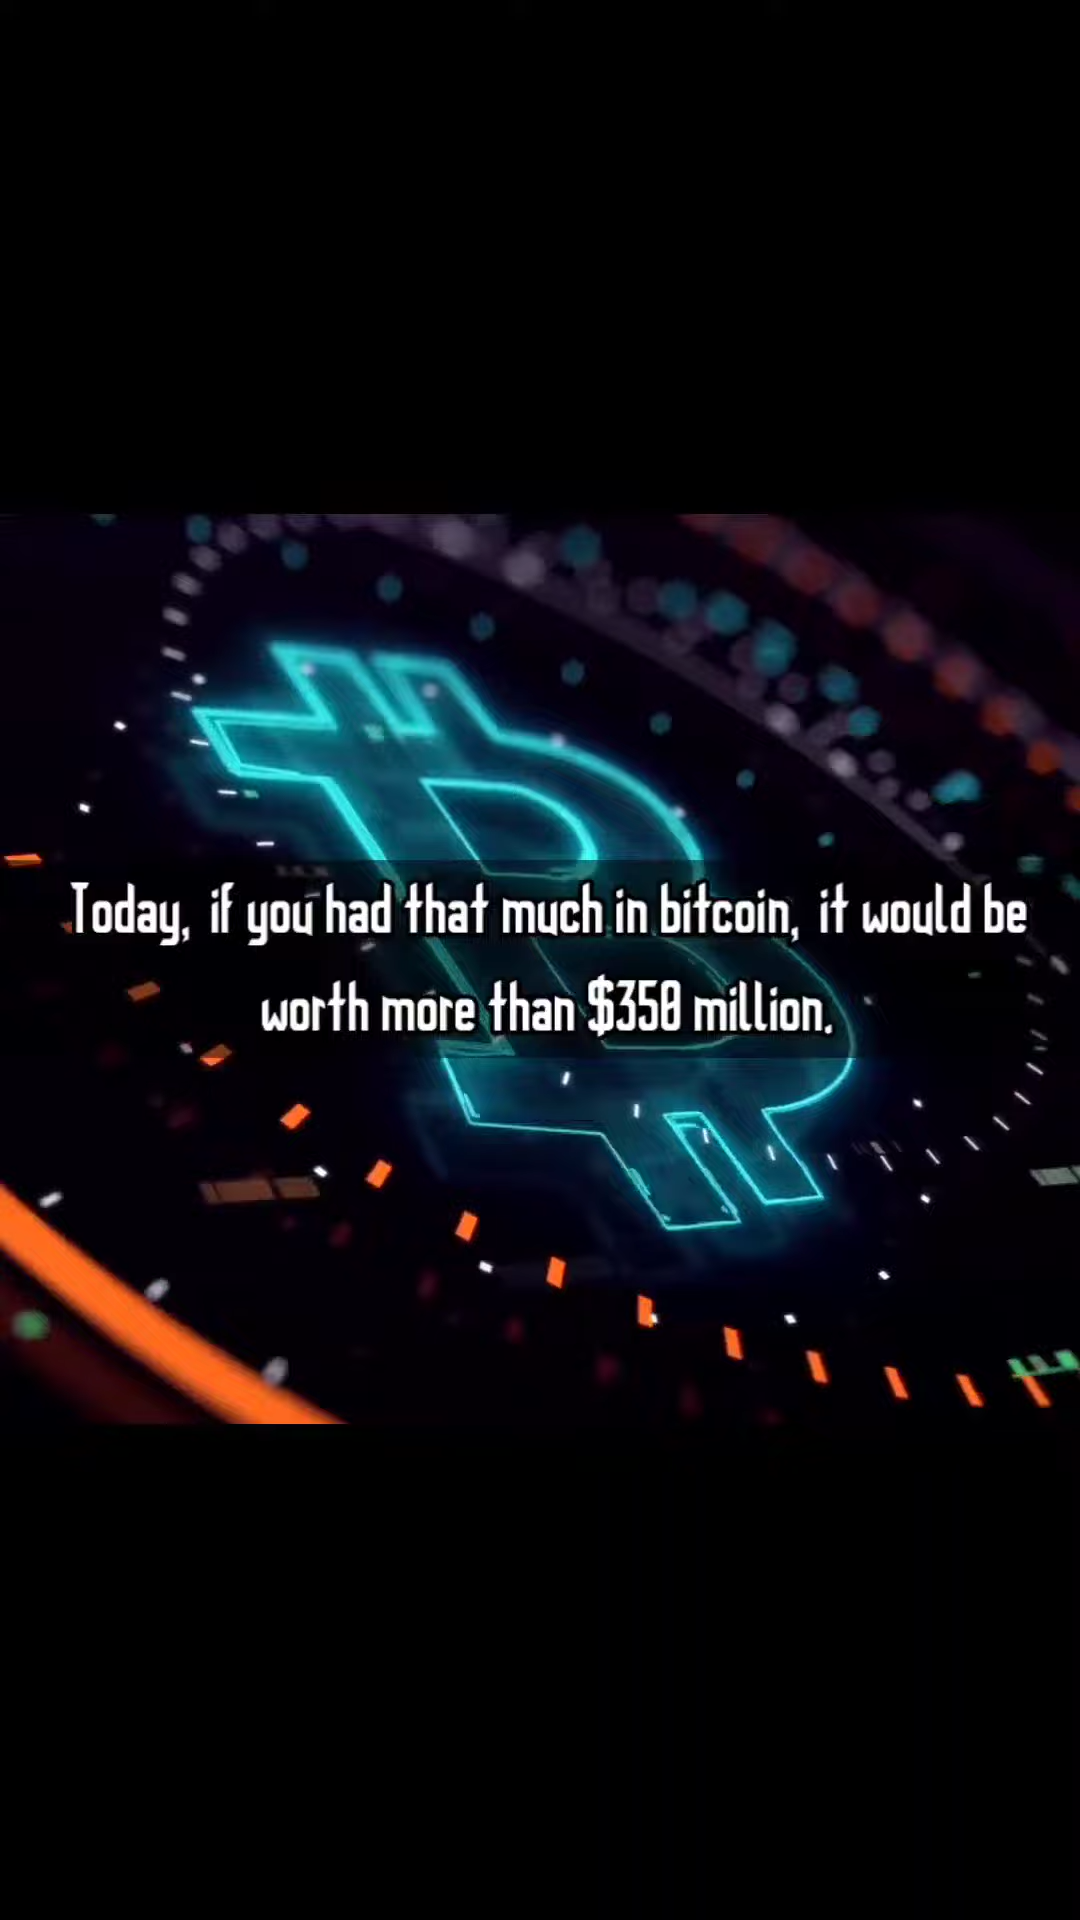 Today, if you had that much in bitcoin, it would be
worth more than $350 million.